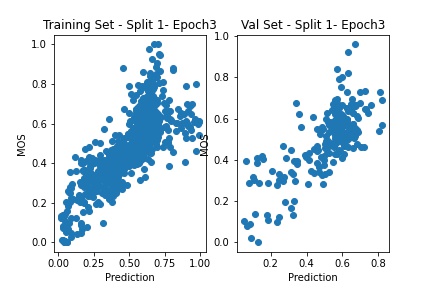 Training Set - Split 1- Epoch3
MOS
1.0
0.8
0.6
0.4
0.2
0.0
0.00 0.25 0.50 0.75 1.00
Prediction
Val Set - Split 1- Epoch3
MOS
1.0
0.8
0.6
0.4
0.2
0.0
0.2 0.4 0.6 0.8
Prediction